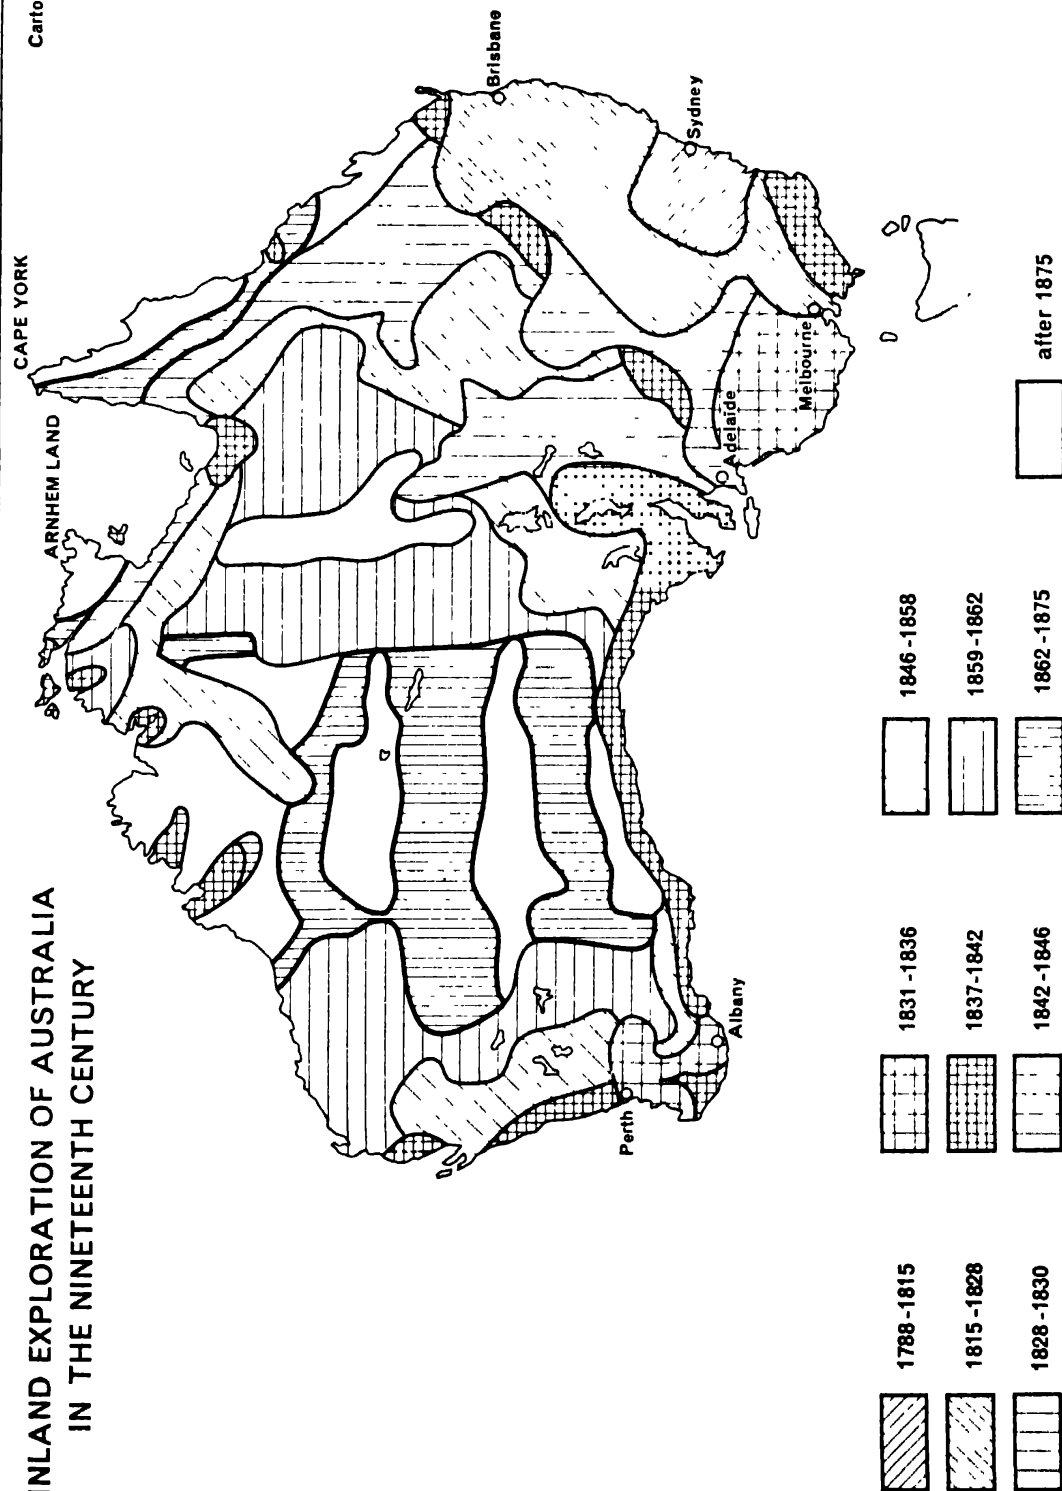 INLAND EXPLORATION OF AUSTRALIA
IN THE NINETEENTH CENTURY
CAPE YORK
ARNHEM LAND
Brisbane
Sydney
Melbourne
Adelaide
Albany
Perth
1788-1815
1815-1828
1828-1830
1831-1836
1837-1842
1842-1846
1846-1858
1859-1862
1862-1875
after 1875